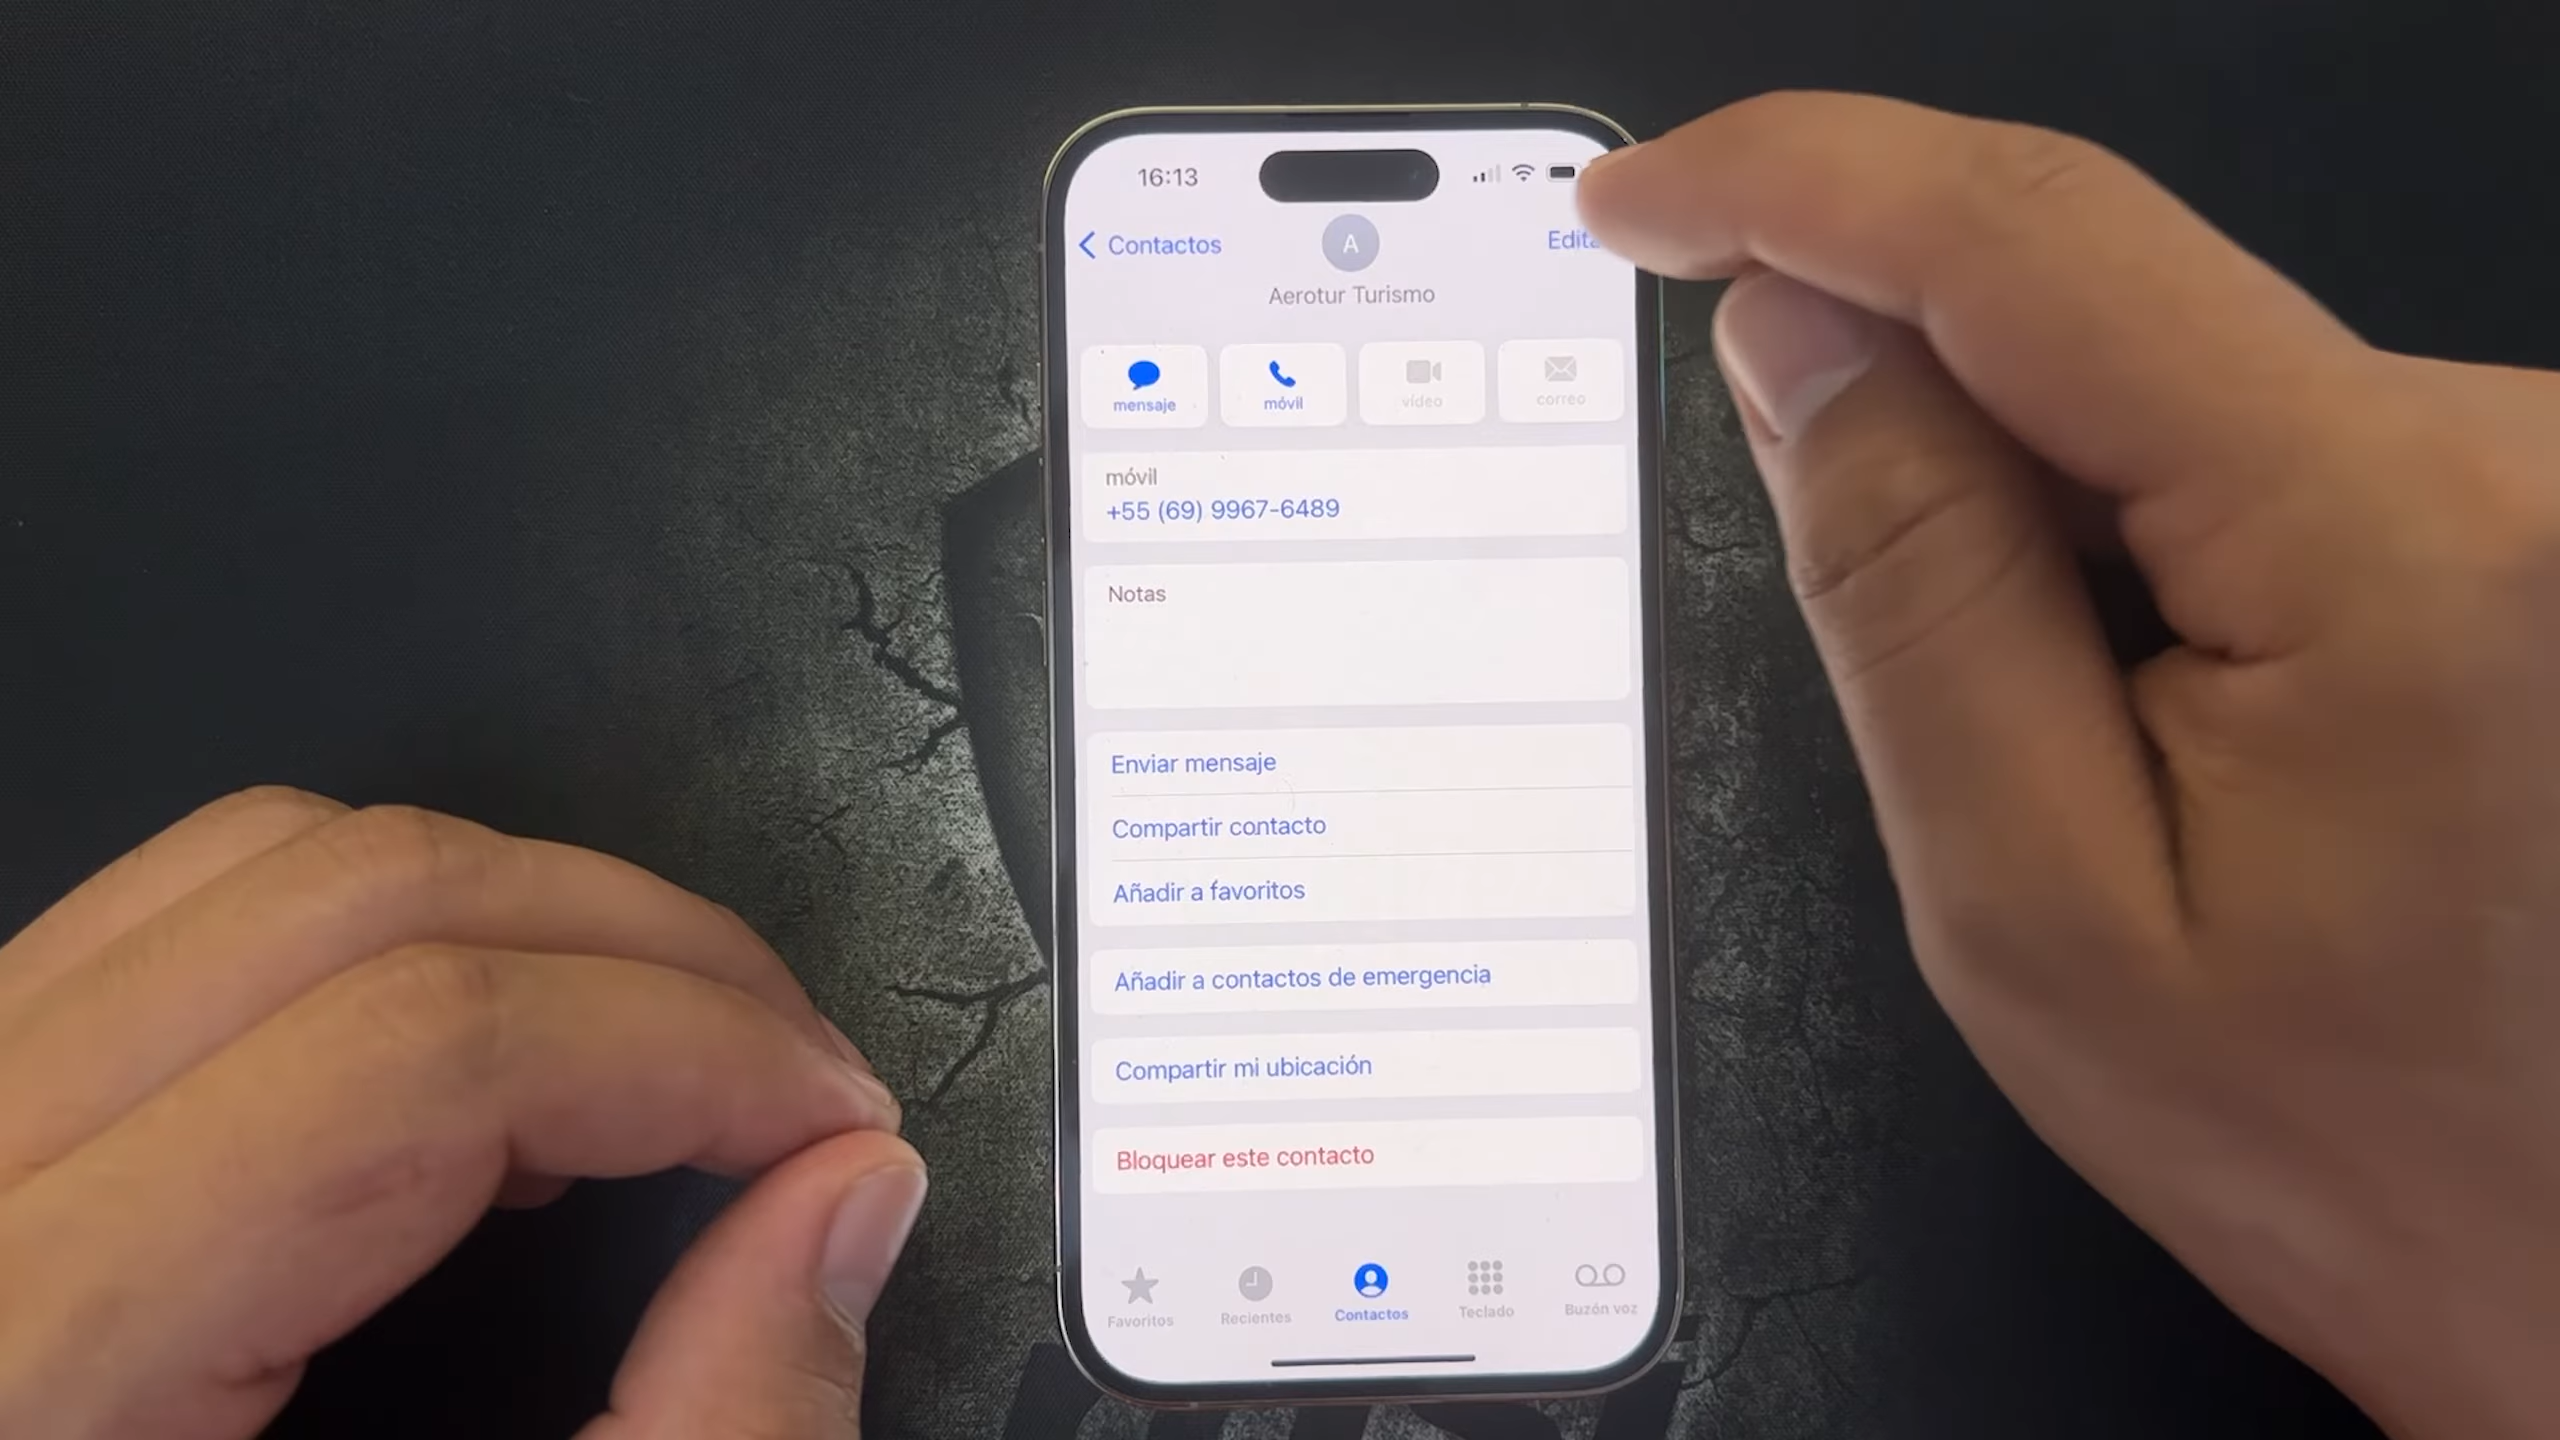 16:13
Contactos
A
Edita
Aerotur Turismo
mensaje
móvil
vídeo
correo
móvil
+55 (69) 9967-6489
Notas
Enviar mensaje
Compartir contacto
Añadir a favoritos
Añadir a contactos de emergencia
Compartir mi ubicación
Bloquear este contacto
Favoritos
Recientes
Contactos
Teclado
Buzón voz